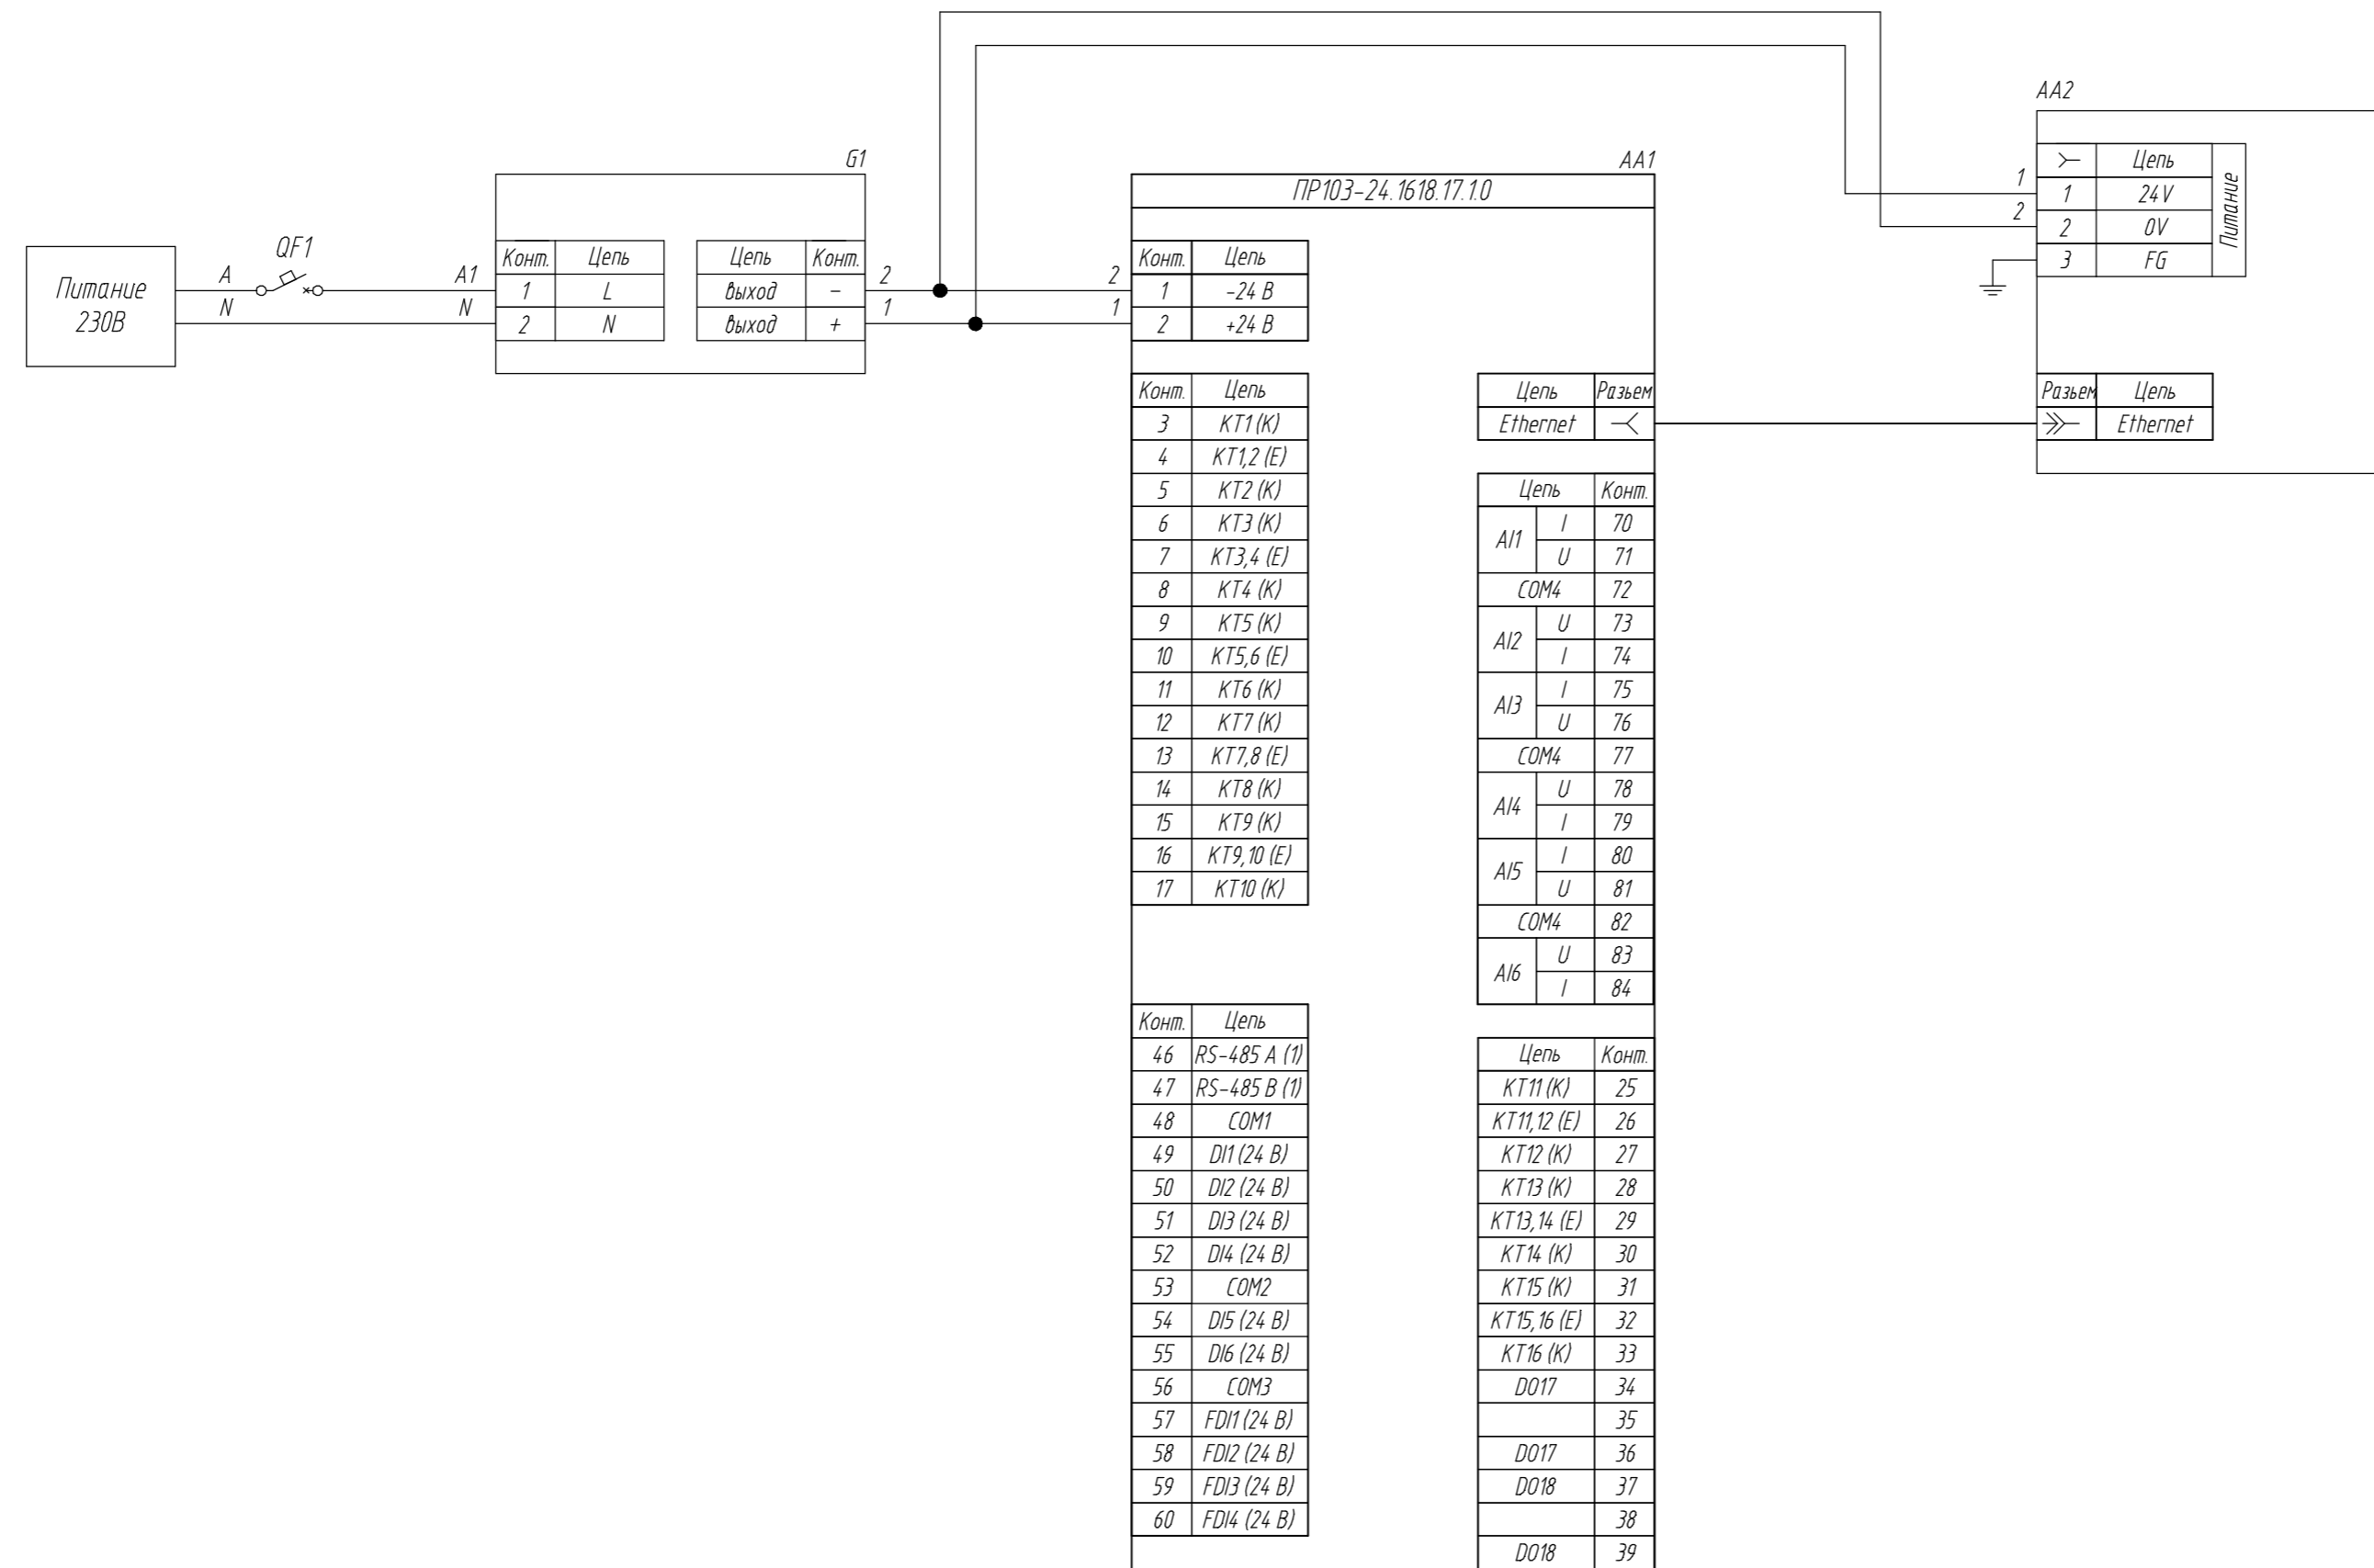 AA2
Цепь
1 1 24V
2 2 0V
3 FG
Питание
Разъем Цепь
Ethernet
G1
Питание
230В
QF1
A A1
N N
Конт. Цепь
1 L
2 N
Цепь Конт.
выход – 2
выход + 1
AA1
ПР103-24.1618.17.1.0
Конт. Цепь
2 1 -24 В
1 2 +24 В
Конт. Цепь
3 КТ1 (К)
4 КТ1,2 (Е)
5 КТ2 (К)
6 КТ3 (К)
7 КТ3,4 (Е)
8 КТ4 (К)
9 КТ5 (К)
10 КТ5,6 (Е)
11 КТ6 (К)
12 КТ7 (К)
13 КТ7,8 (Е)
14 КТ8 (К)
15 КТ9 (К)
16 КТ9,10 (Е)
17 КТ10 (К)
Конт. Цепь
46 RS-485 A (1)
47 RS-485 B (1)
48 COM1
49 DI1 (24 В)
50 DI2 (24 В)
51 DI3 (24 В)
52 DI4 (24 В)
53 COM2
54 DI5 (24 В)
55 DI6 (24 В)
56 COM3
57 FDI1 (24 В)
58 FDI2 (24 В)
59 FDI3 (24 В)
60 FDI4 (24 В)
Цепь Разъем
Ethernet
Цепь Конт.
AI1 I 70
U 71
COM4 72
AI2 U 73
I 74
AI3 I 75
U 76
COM4 77
AI4 U 78
I 79
AI5 I 80
U 81
COM4 82
AI6 U 83
I 84
Цепь Конт.
КТ11 (К) 25
КТ11,12 (Е) 26
КТ12 (К) 27
КТ13 (К) 28
КТ13,14 (Е) 29
КТ14 (К) 30
КТ15 (К) 31
КТ15,16 (Е) 32
КТ16 (К) 33
DO17 34
35
DO17 36
DO18 37
38
DO18 39